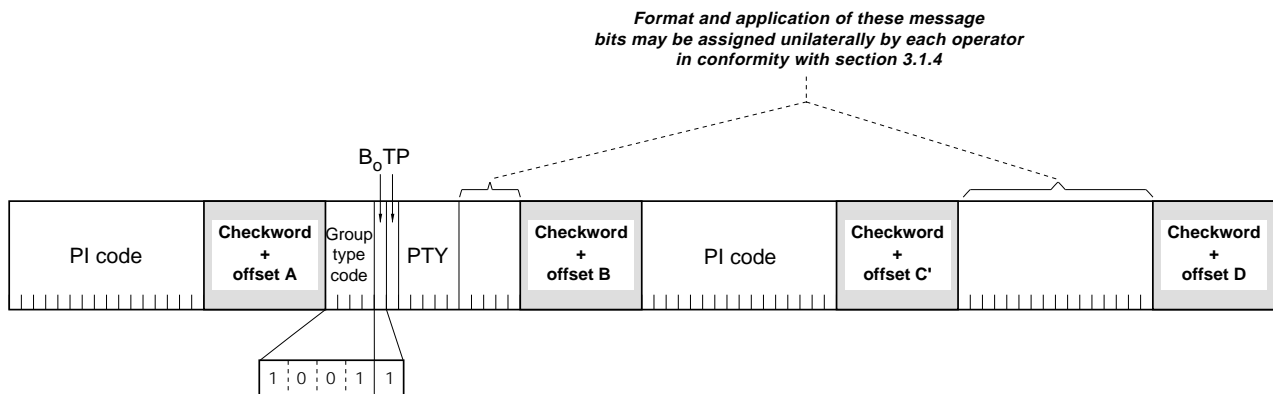 Format and application of these message
bits may be assigned unilaterally by each operator
in conformity with section 3.1.4
BoTP
PI code
Checkword
+
offset A
Group
type
code
PTY
Checkword
+
offset B
PI code
Checkword
+
offset C'
Checkword
+
offset D
1 0 0 1 1